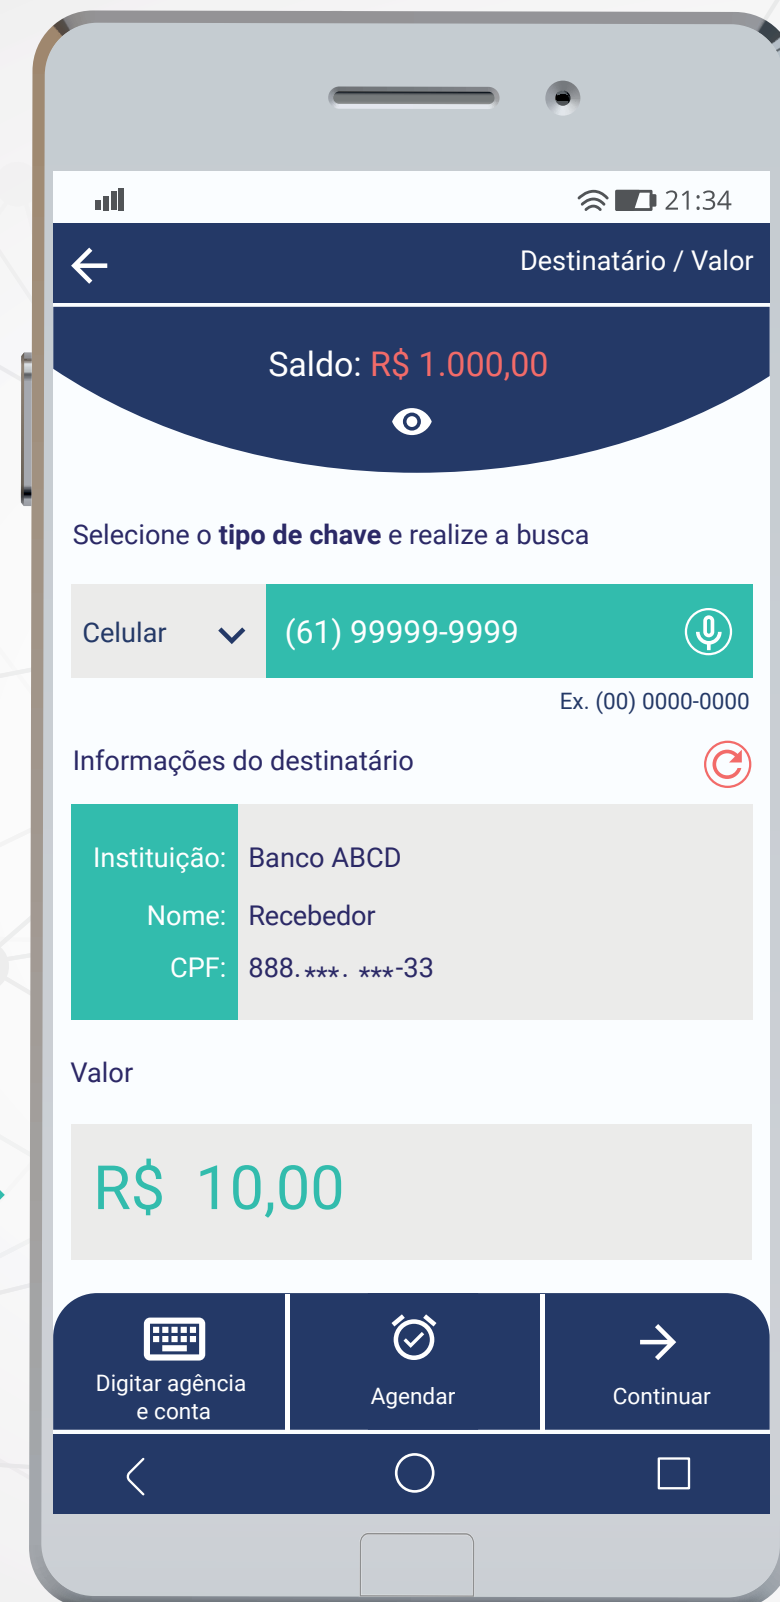 21:34
Destinatário / Valor
Saldo: R$ 1.000,00
Selecione o tipo de chave e realize a busca
Celular (61) 99999-9999
Ex. (00) 0000-0000
Informações do destinatário
Instituição: Banco ABCD
Nome: Recebedor
CPF: 888.***. ***-33
Valor
R$ 10,00
Digitar agência
e conta
Agendar
Continuar